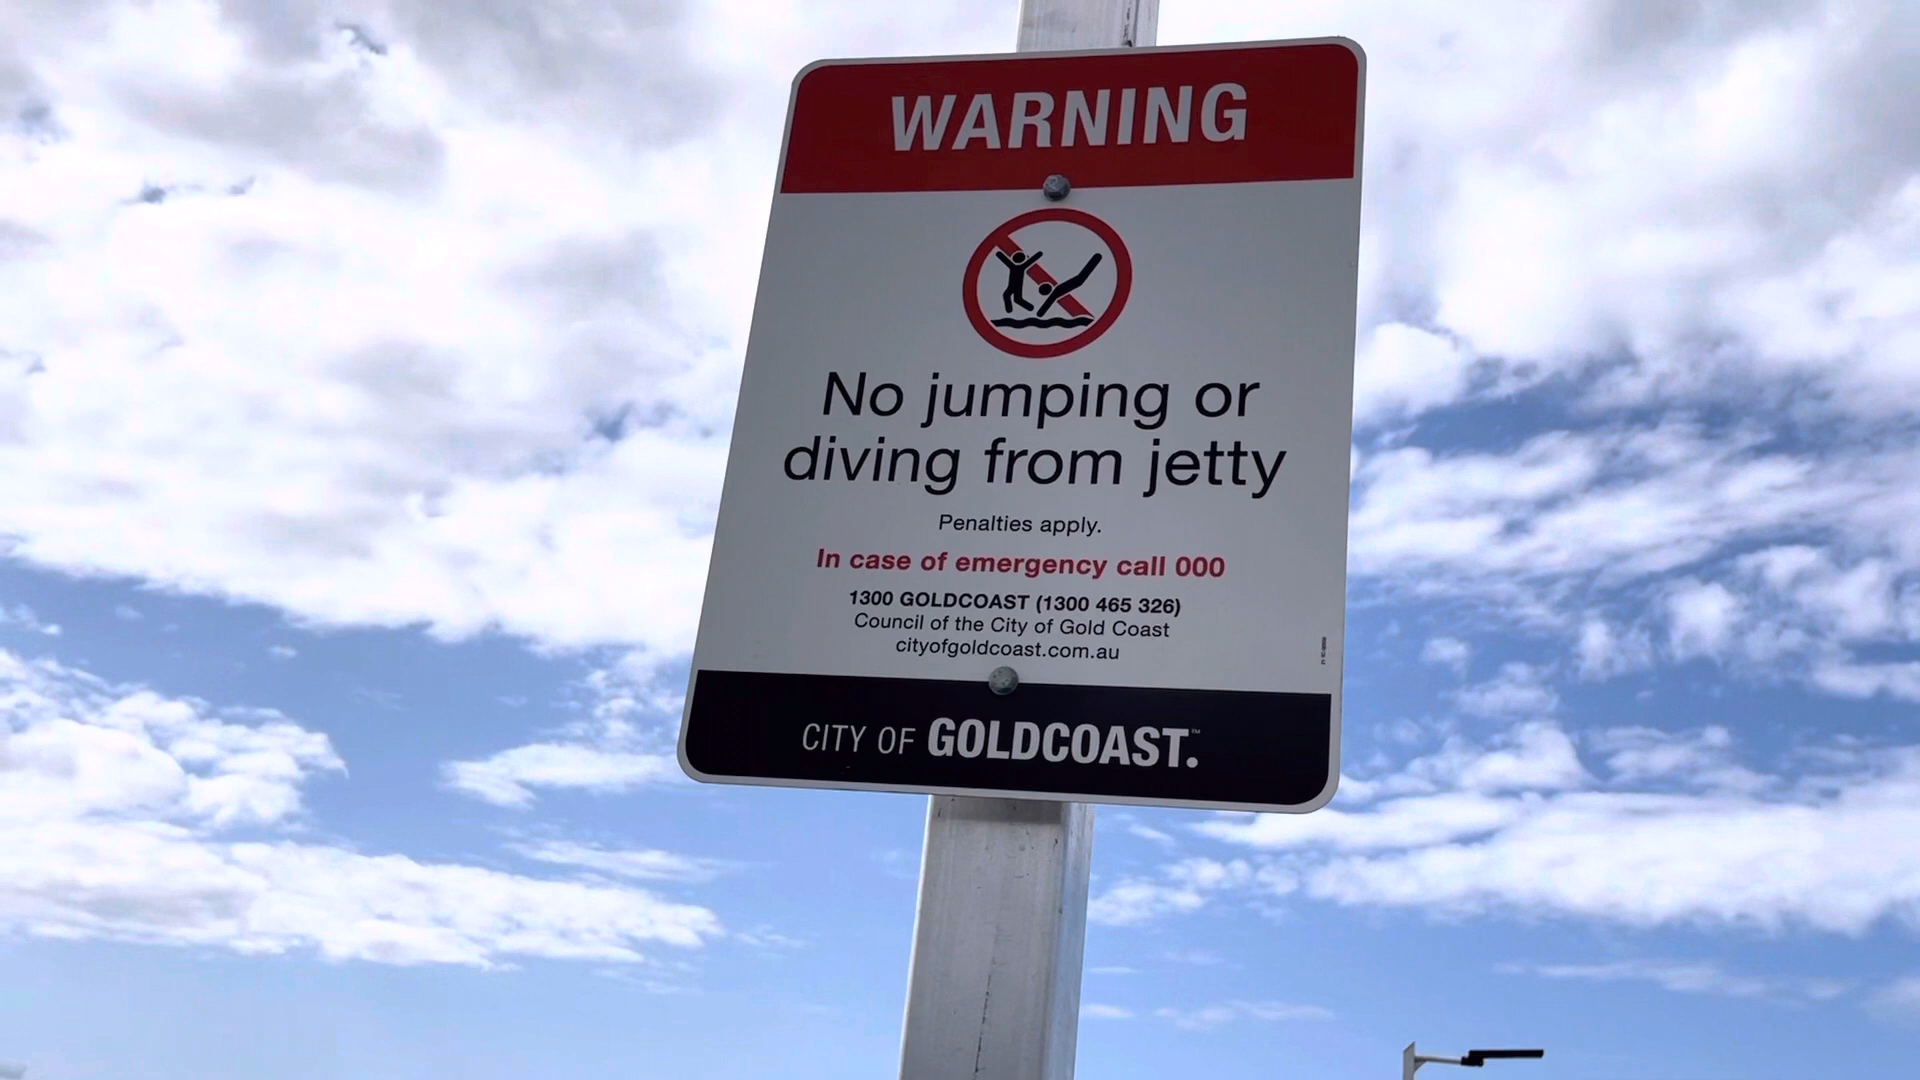 WARNING
No jumping or
diving from jetty
Penalties apply.
In case of emergency call 000
1300 GOLDCOAST (1300 465 326)
Council of the City of Gold Coast
cityofgoldcoast.com.au
CITY OF GOLDCOAST.™